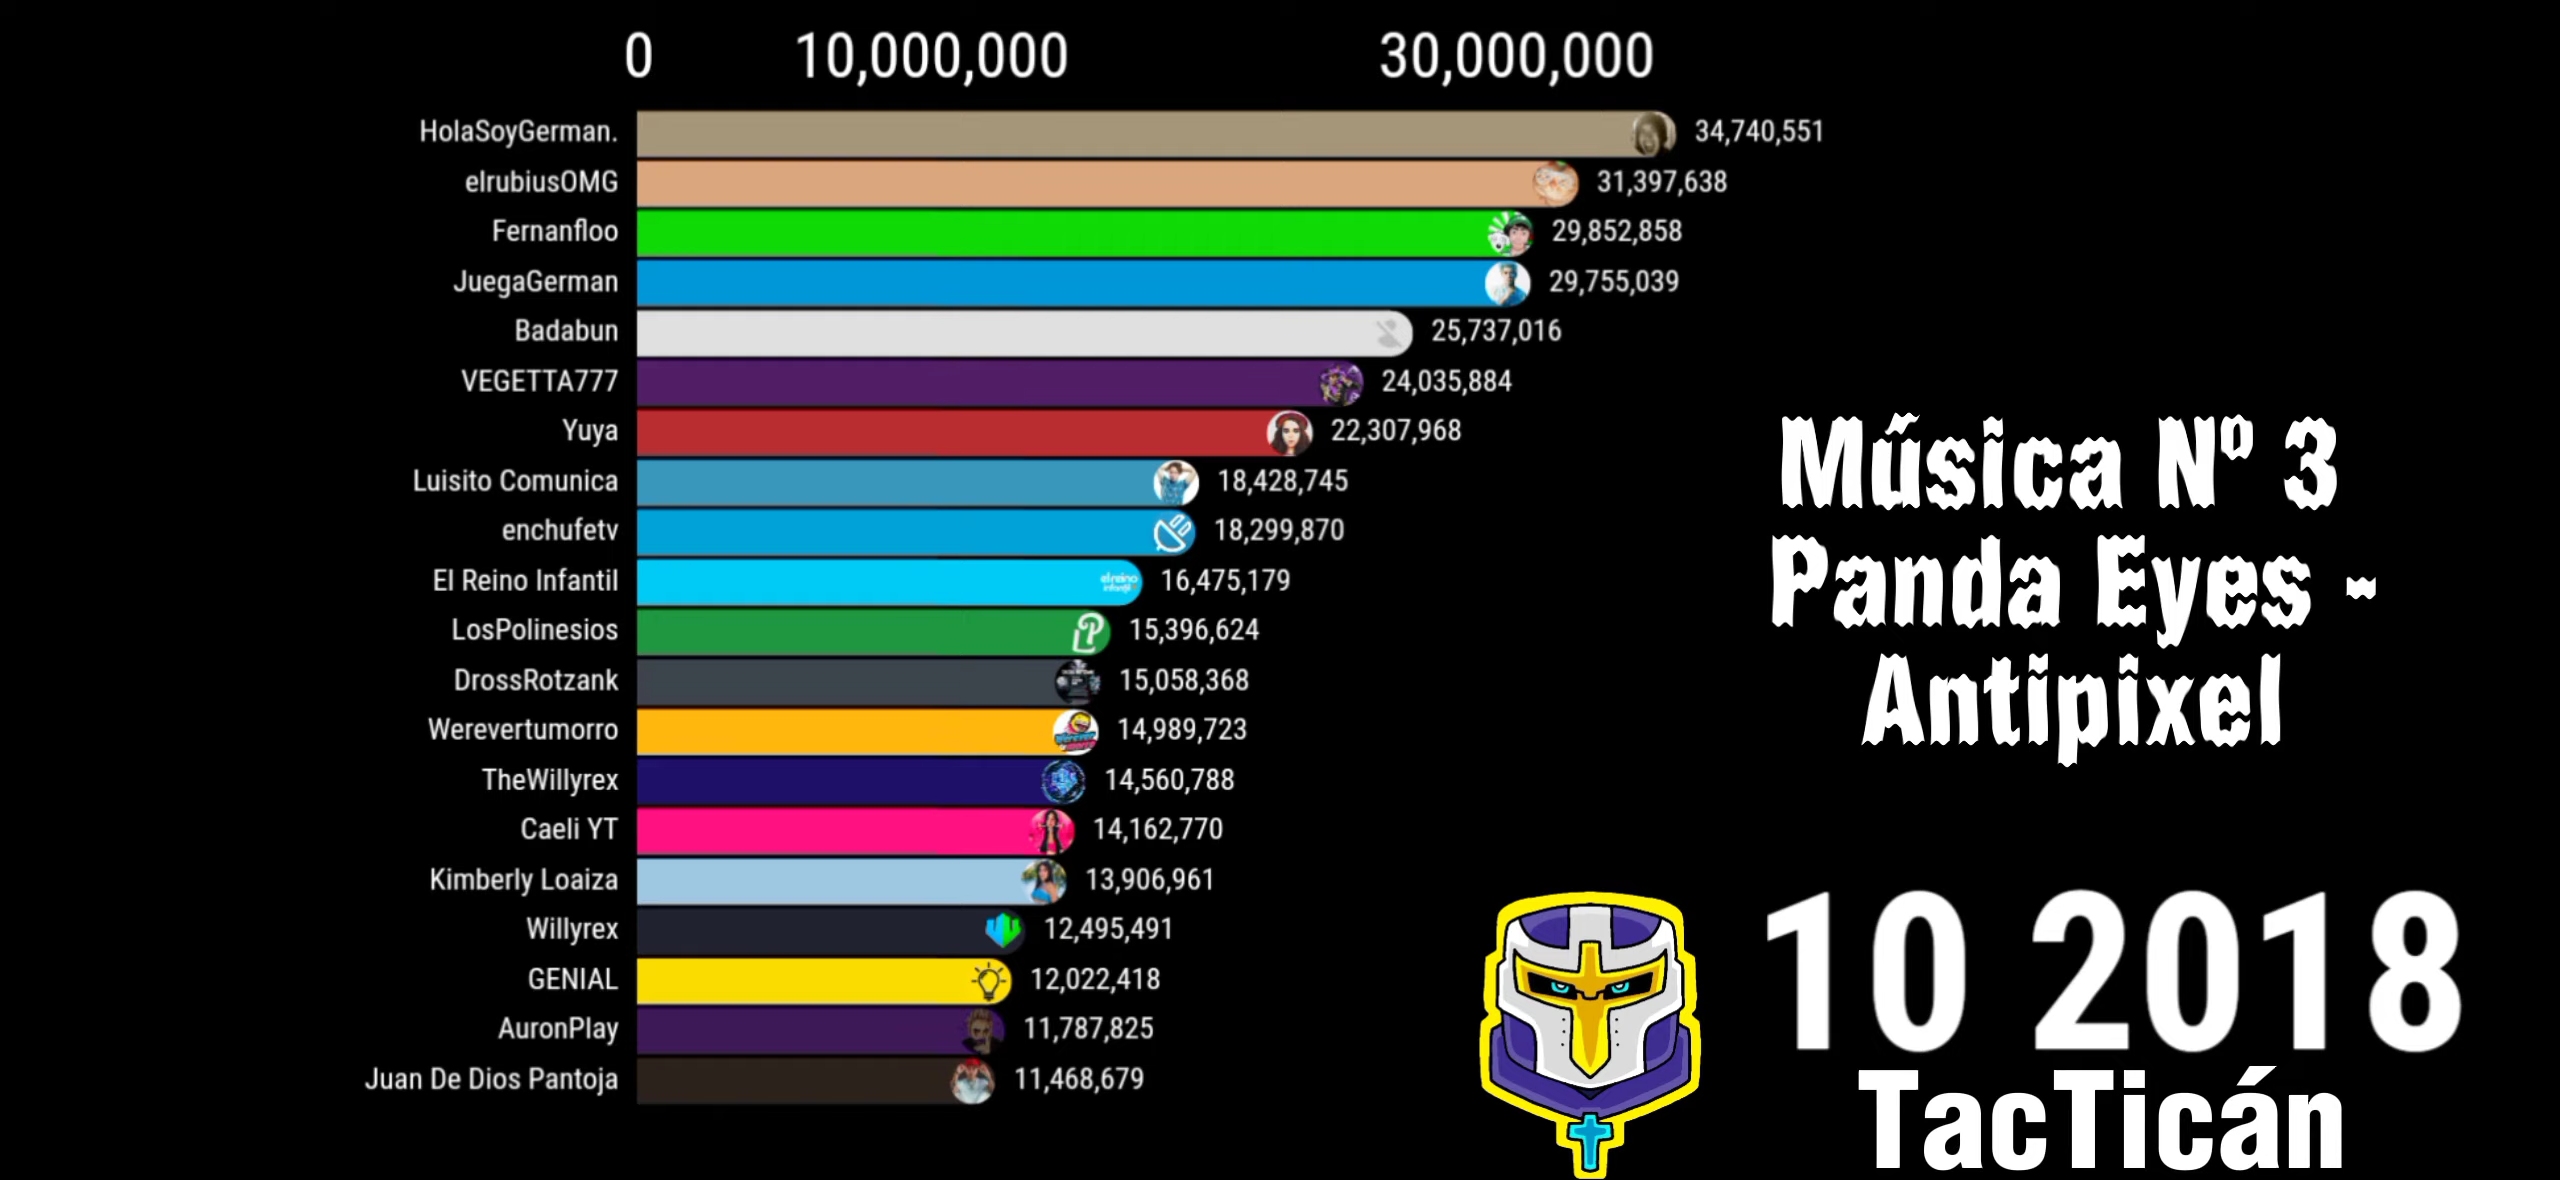 0 10,000,000 30,000,000
HolaSoyGerman. 34,740,551
elrubiusOMG 31,397,638
Fernanfloo 29,852,858
JuegaGerman 29,755,039
Badabun 25,737,016
VEGETTA777 24,035,884
Yuya 22,307,968
Luisito Comunica 18,428,745
enchufetv 18,299,870
El Reino Infantil elreino infantil 16,475,179
LosPolinesios 15,396,624
DrossRotzank 15,058,368
Werevertumorro 14,989,723
TheWillyrex 14,560,788
Caeli YT 14,162,770
Kimberly Loaiza 13,906,961
Willyrex 12,495,491
GENIAL 12,022,418
AuronPlay 11,787,825
Juan De Dios Pantoja 11,468,679
Música Nº 3
Panda Eyes -
Antipixel
10 2018
TacTicán